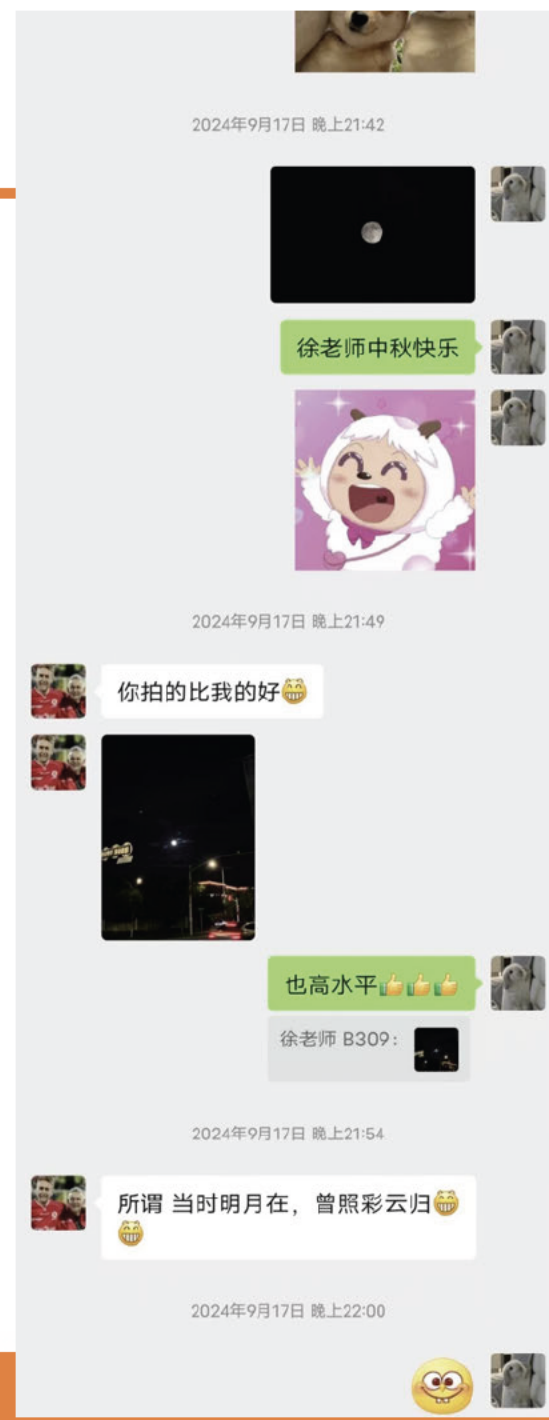 2024年9月17日 晚上21:42
徐老师中秋快乐
2024年9月17日 晚上21:49
你拍的比我的好😁
也高水平👍👍👍
徐老师 B309：
2024年9月17日 晚上21:54
所谓 当时明月在，曾照彩云归😁
😁
2024年9月17日 晚上22:00